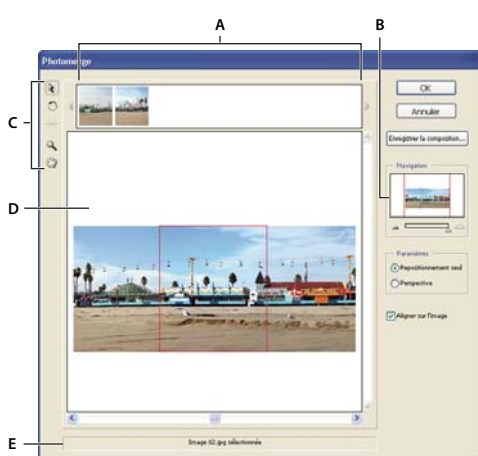 A
B
Photomerge
C
OK
Annuler
Enregistrer la composition...
Navigation
D
Paramètres
Repositionnement seul
Perspective
Aligner sur l'image
E
Image 02.jpg sélectionnée